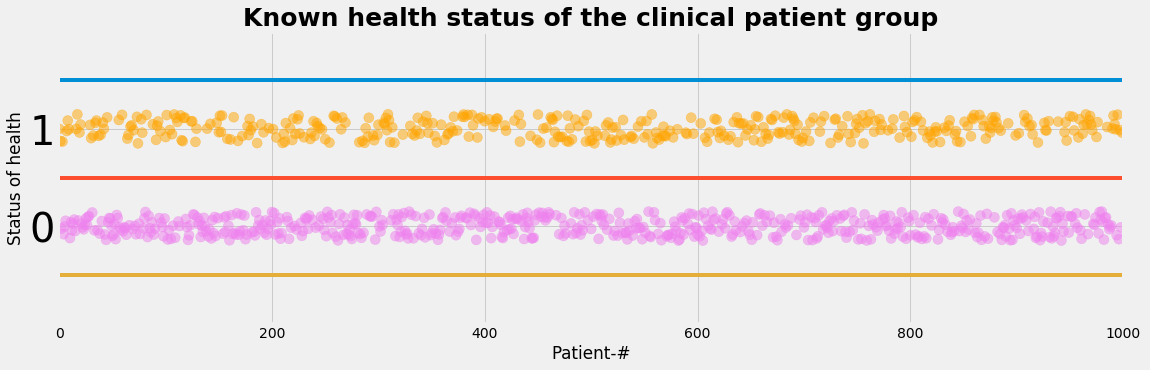 Known health status of the clinical patient group
Status of health
1
0
0
200
400
600
800
1000
Patient-#